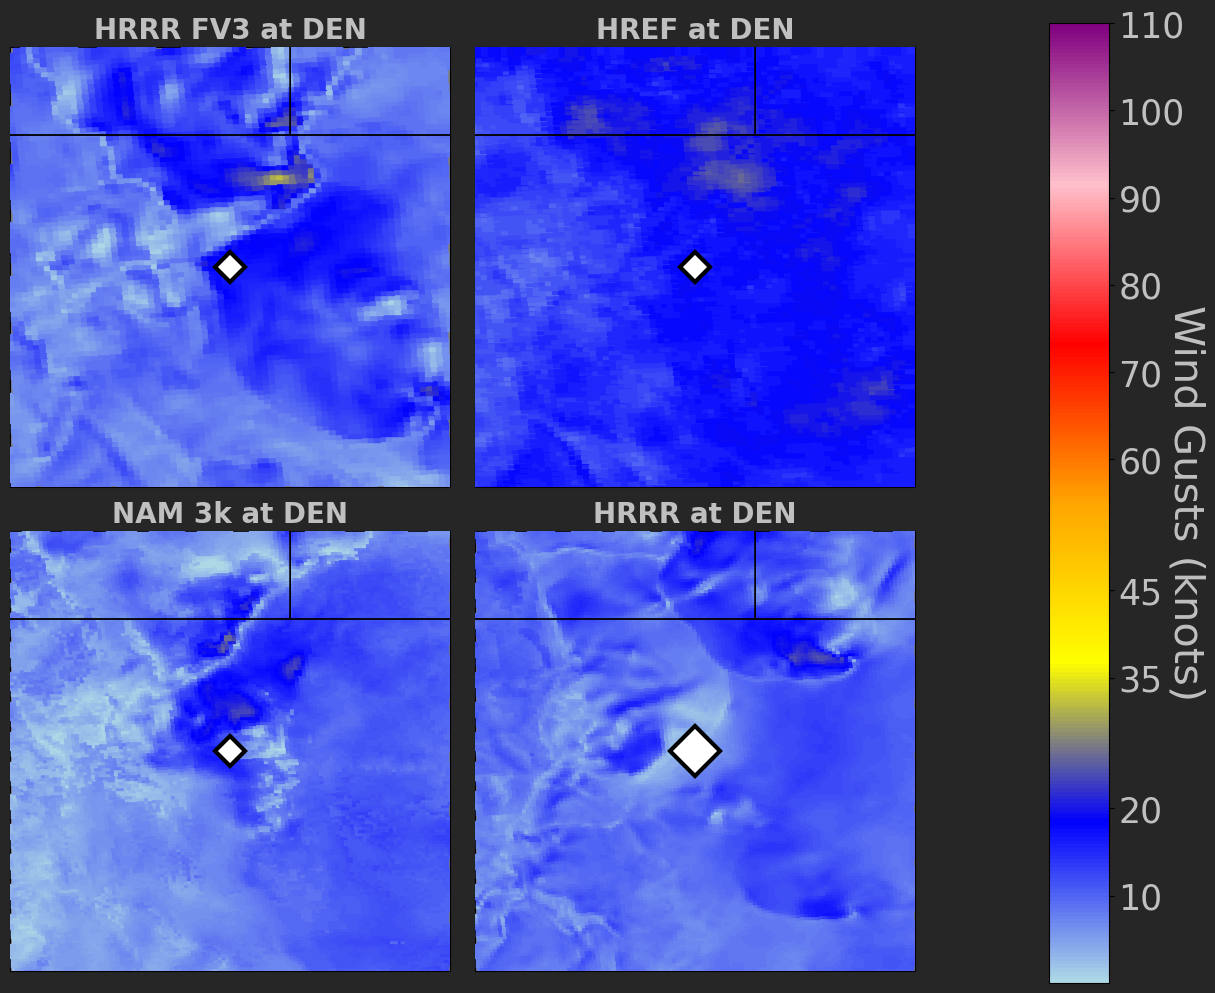 HRRR FV3 at DEN
HREF at DEN
NAM 3k at DEN
HRRR at DEN
110
100
90
80
70
60
45
35
20
10
Wind Gusts (knots)